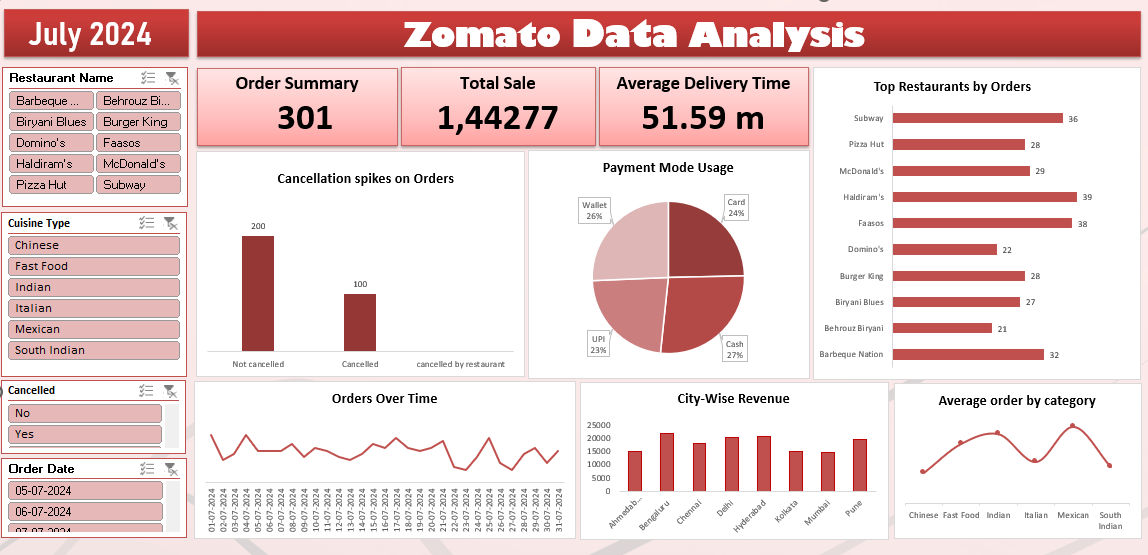 July 2024
Zomato Data Analysis
Restaurant Name
Barbeque ...
Behrouz Bi...
Biryani Blues
Burger King
Domino's
Faasos
Haldiram's
McDonald's
Pizza Hut
Subway
Cuisine Type
Chinese
Fast Food
Indian
Italian
Mexican
South Indian
Cancelled
No
Yes
Order Date
05-07-2024
06-07-2024
07-07-2024
Order Summary
301
Total Sale
1,44277
Average Delivery Time
51.59 m
Cancellation spikes on Orders
200
100
Not cancelled
Cancelled
cancelled by restaurant
Payment Mode Usage
Wallet
26%
Card
24%
UPI
23%
Cash
27%
Top Restaurants by Orders
Subway 36
Pizza Hut 28
McDonald's 29
Haldiram's 39
Faasos 38
Domino's 22
Burger King 28
Biryani Blues 27
Behrouz Biryani 21
Barbeque Nation 32
Orders Over Time
01-07-2024
02-07-2024
03-07-2024
04-07-2024
05-07-2024
06-07-2024
07-07-2024
08-07-2024
09-07-2024
10-07-2024
11-07-2024
12-07-2024
13-07-2024
14-07-2024
15-07-2024
16-07-2024
17-07-2024
18-07-2024
19-07-2024
20-07-2024
21-07-2024
22-07-2024
23-07-2024
24-07-2024
25-07-2024
26-07-2024
27-07-2024
28-07-2024
29-07-2024
30-07-2024
31-07-2024
City-Wise Revenue
25000
20000
15000
10000
5000
0
Ahmedab...
Bengaluru
Chennai
Delhi
Hyderabad
Kolkata
Mumbai
Pune
Average order by category
Chinese
Fast Food
Indian
Italian
Mexican
South
Indian